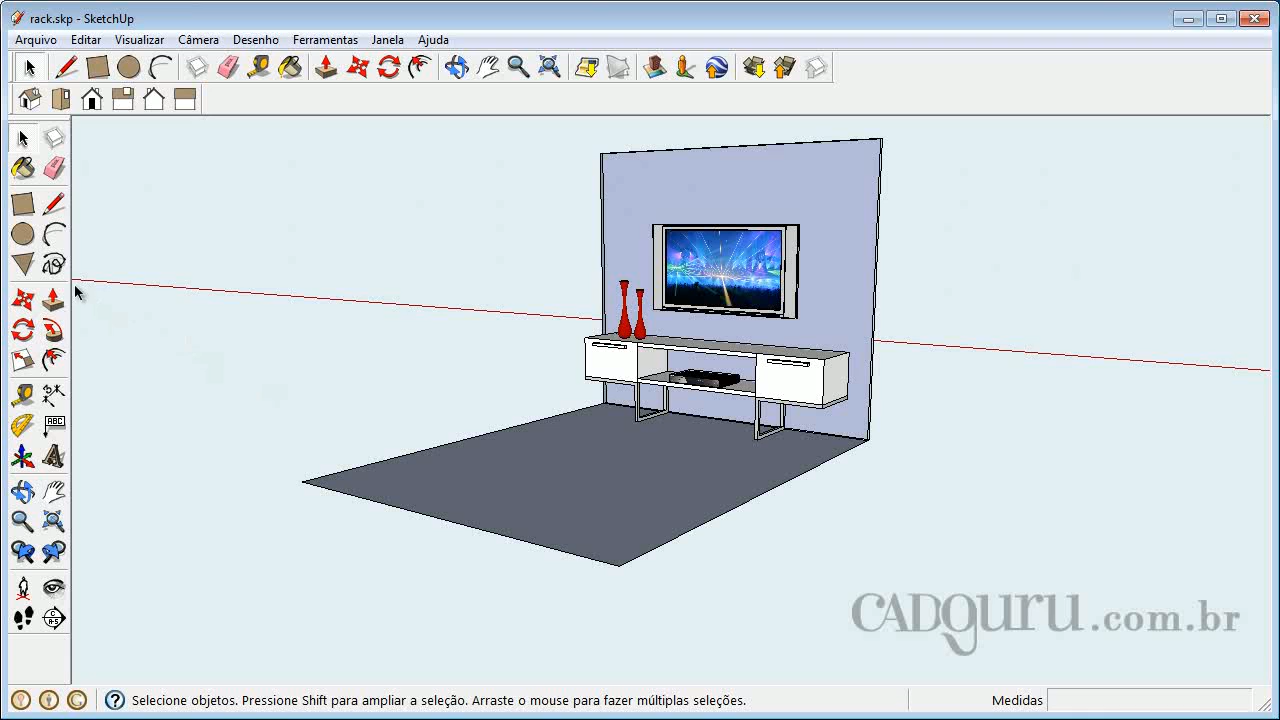 rack.skp - SketchUp
Arquivo Editar Visualizar Câmera Desenho Ferramentas Janela Ajuda
ABC
CADguru.com.br
Selecione objetos. Pressione Shift para ampliar a seleção. Arraste o mouse para fazer múltiplas seleções.
Medidas